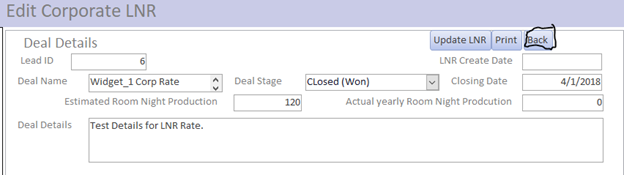 Edit Corporate LNR
Deal Details Update LNR Print Back
Lead ID 6 LNR Create Date
Deal Name Widget_1 Corp Rate Deal Stage CLosed (Won) Closing Date 4/1/2018
Estimated Room Night Production 120 Actual yearly Room Night Prodcution 0
Deal Details Test Details for LNR Rate.